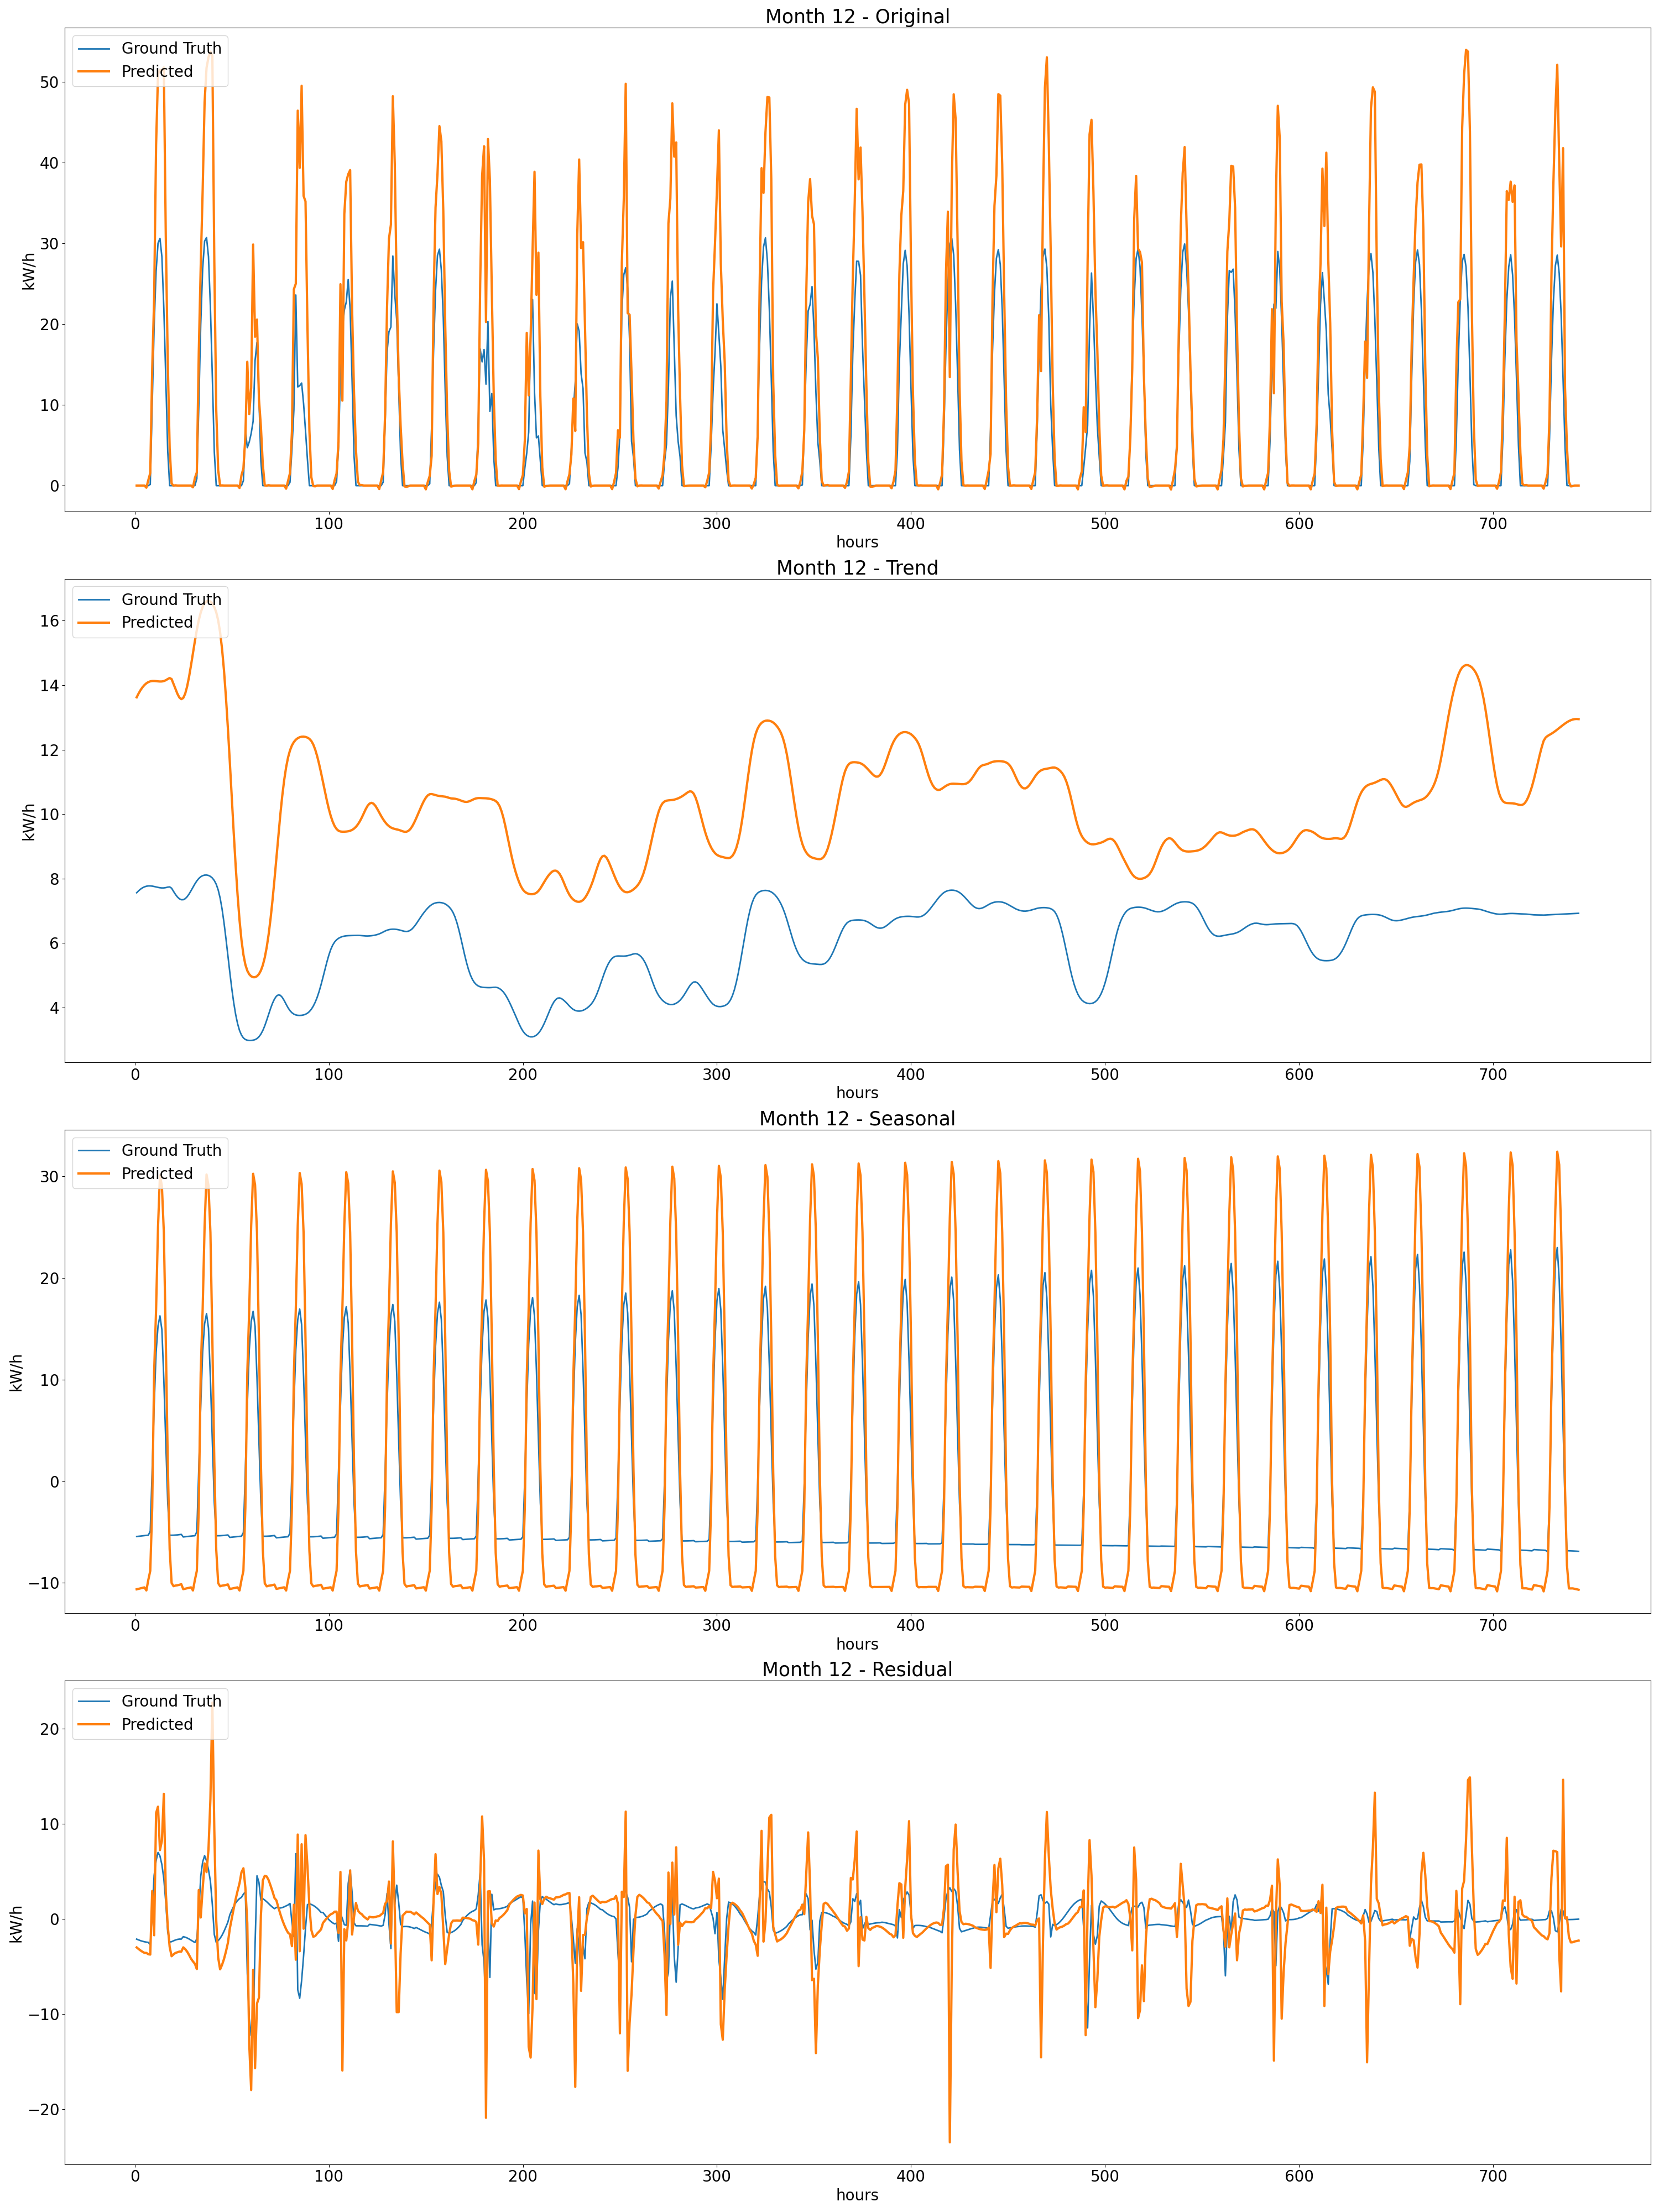 Month 12 - Original
Ground Truth
Predicted
kW/h
50
40
30
20
10
0
0 100 200 300 400 500 600 700
hours
Month 12 - Trend
Ground Truth
Predicted
kW/h
16
14
12
10
8
6
4
0 100 200 300 400 500 600 700
hours
Month 12 - Seasonal
Ground Truth
Predicted
kW/h
30
20
10
0
−10
0 100 200 300 400 500 600 700
hours
Month 12 - Residual
Ground Truth
Predicted
kW/h
20
10
0
−10
−20
0 100 200 300 400 500 600 700
hours